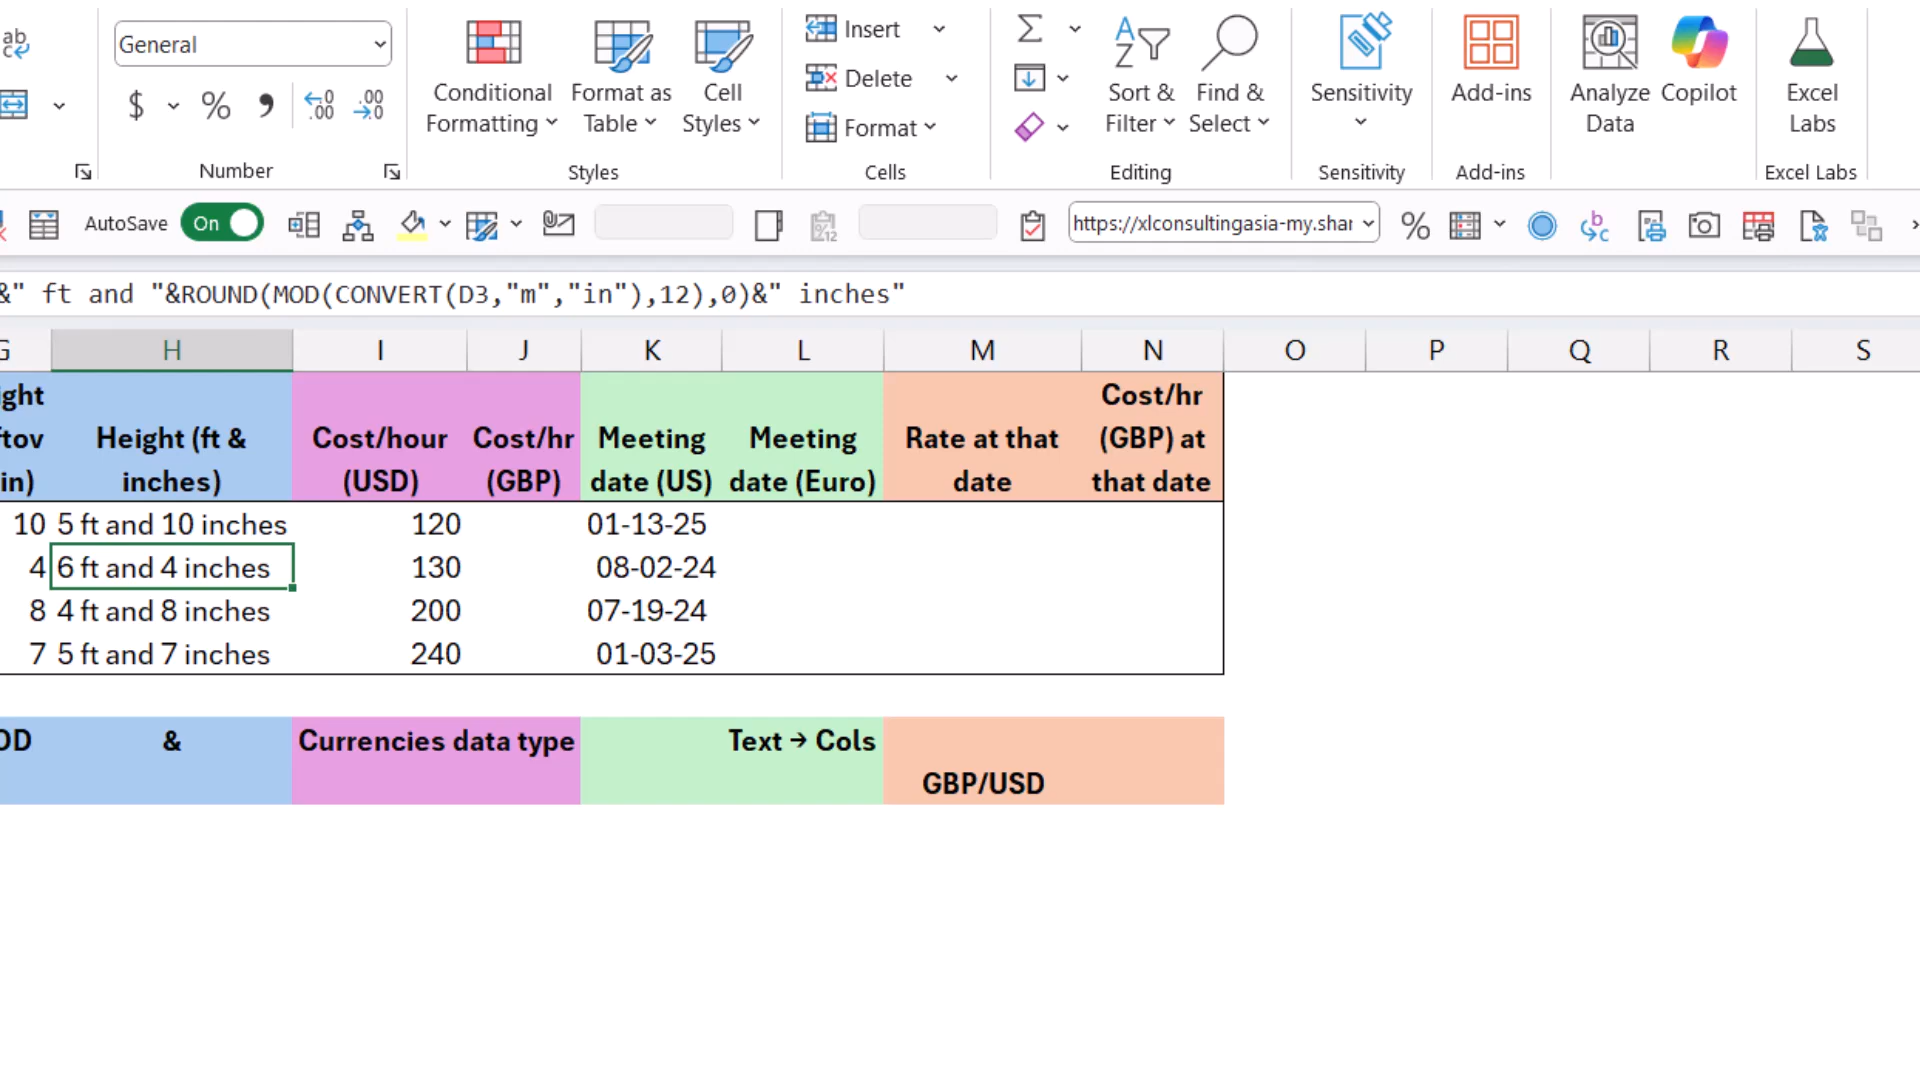 ab
General
$ %
Number
Conditional Formatting
Format as Table
Cell Styles
Styles
Insert
Delete
Format
Cells
Sort & Filter
Find & Select
Editing
Sensitivity
Sensitivity
Add-ins
Add-ins
Analyze Data
Copilot
Excel Labs
Excel Labs
AutoSave On
https://xlconsultingasia-my.shar
&" ft and "&ROUND(MOD(CONVERT(D3,"m","in"),12),0)&" inches"
G H I J K L M N O P Q R S
ight
ftov
in)
Height (ft &
inches)
Cost/hour
(USD)
Cost/hr
(GBP)
Meeting
date (US)
Meeting
date (Euro)
Rate at that
date
Cost/hr
(GBP) at
that date
10 5 ft and 10 inches 120 01-13-25
4 6 ft and 4 inches 130 08-02-24
8 4 ft and 8 inches 200 07-19-24
7 5 ft and 7 inches 240 01-03-25
OD & Currencies data type Text → Cols
GBP/USD